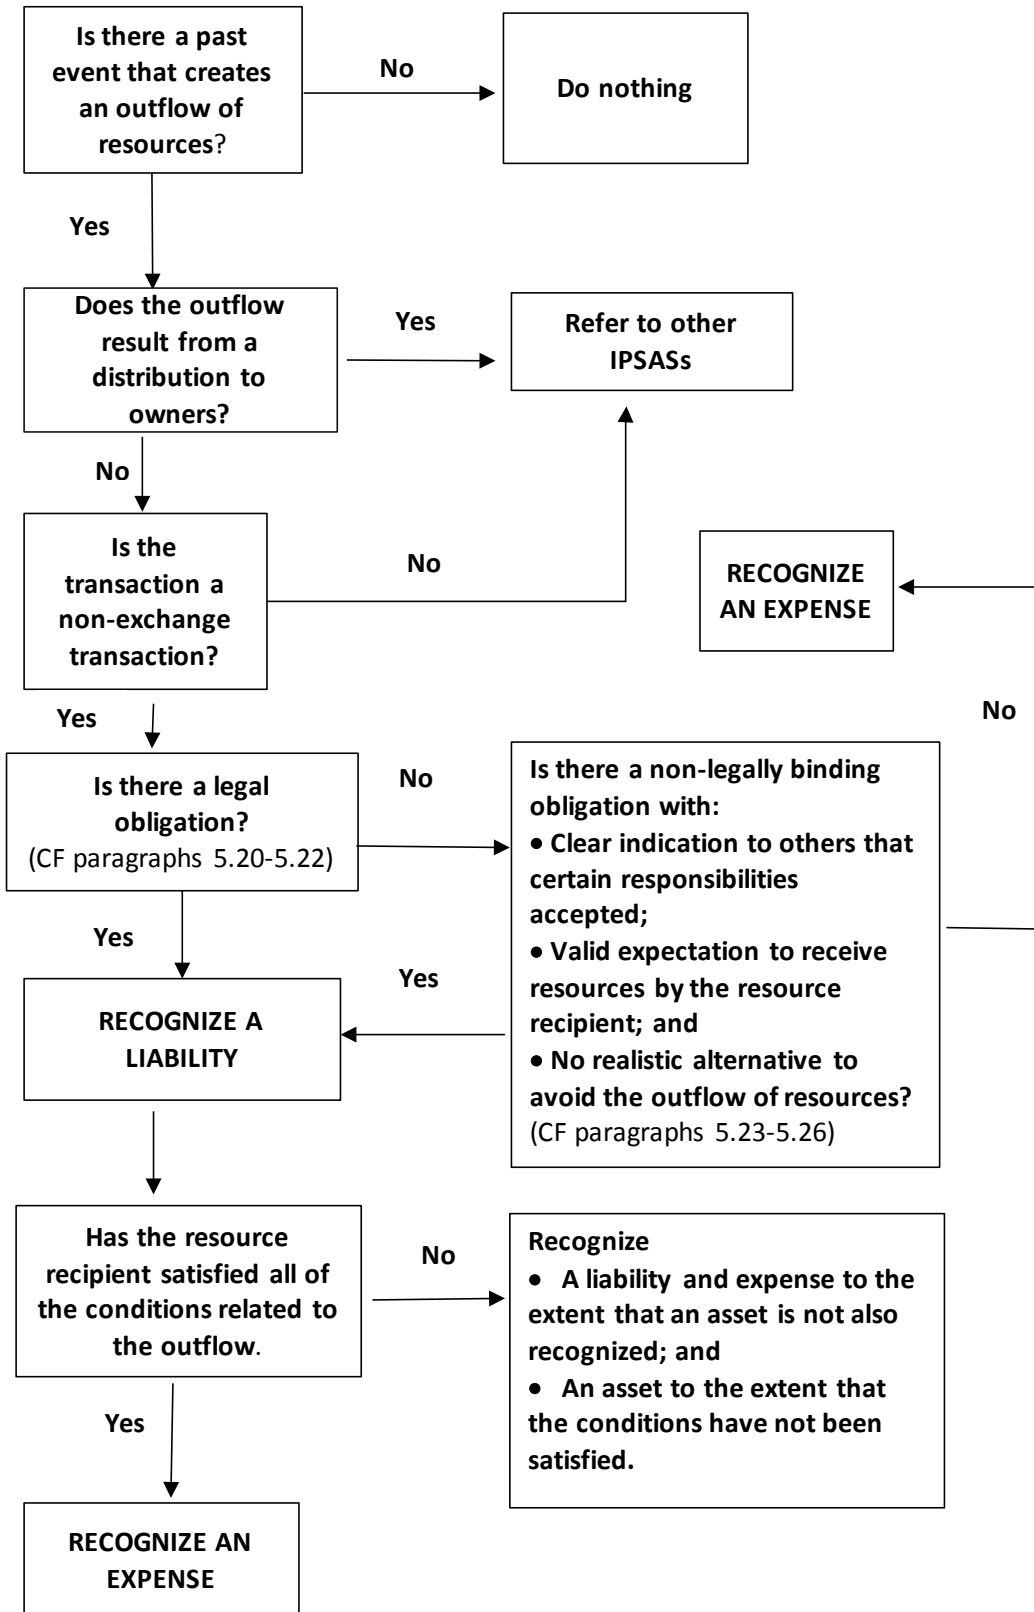 Is there a past
event that creates
an outflow of
resources?
No
Do nothing
Yes
Does the outflow
result from a
distribution to
owners?
Yes
Refer to other
IPSASs
No
Is the
transaction a
non-exchange
transaction?
No
RECOGNIZE
AN EXPENSE
No
Yes
Is there a legal
obligation?
(CF paragraphs 5.20-5.22)
No
Is there a non-legally binding
obligation with:
• Clear indication to others that
certain responsibilities
accepted;
• Valid expectation to receive
resources by the resource
recipient; and
• No realistic alternative to
avoid the outflow of resources?
(CF paragraphs 5.23-5.26)
Yes
Yes
RECOGNIZE A
LIABILITY
Has the resource
recipient satisfied all of
the conditions related to
the outflow.
No
Recognize
• A liability and expense to the
extent that an asset is not also
recognized; and
• An asset to the extent that
the conditions have not been
satisfied.
Yes
RECOGNIZE AN
EXPENSE